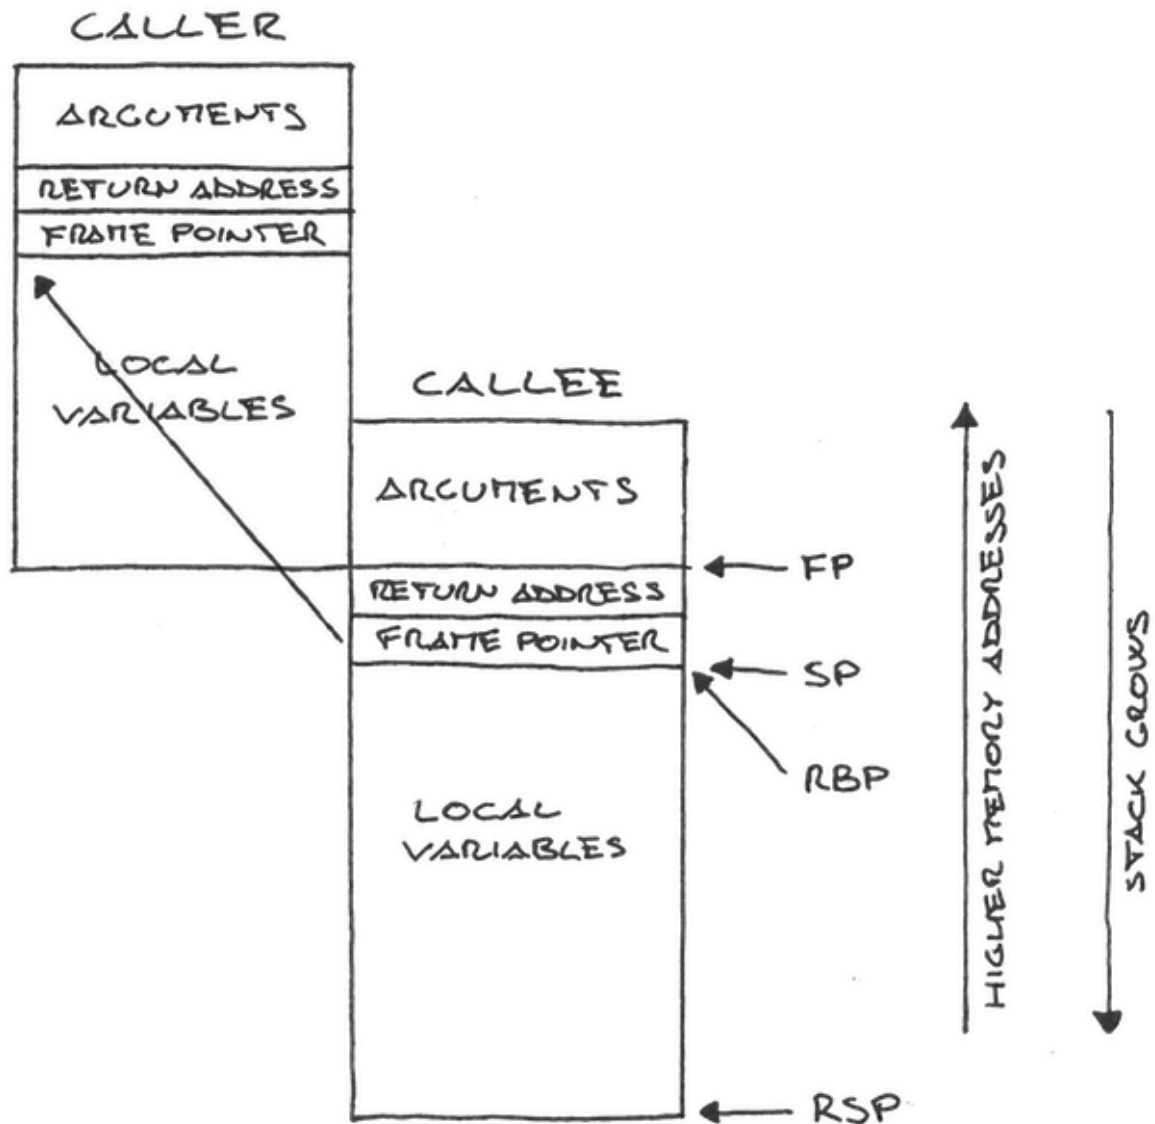 CALLER
ARGUMENTS
RETURN ADDRESS
FRAME POINTER
LOCAL
VARIABLES
CALLEE
ARGUMENTS
FP
RETURN ADDRESS
FRAME POINTER
SP
RBP
LOCAL
VARIABLES
RSP
HIGHER MEMORY ADDRESSES
STACK GROWS